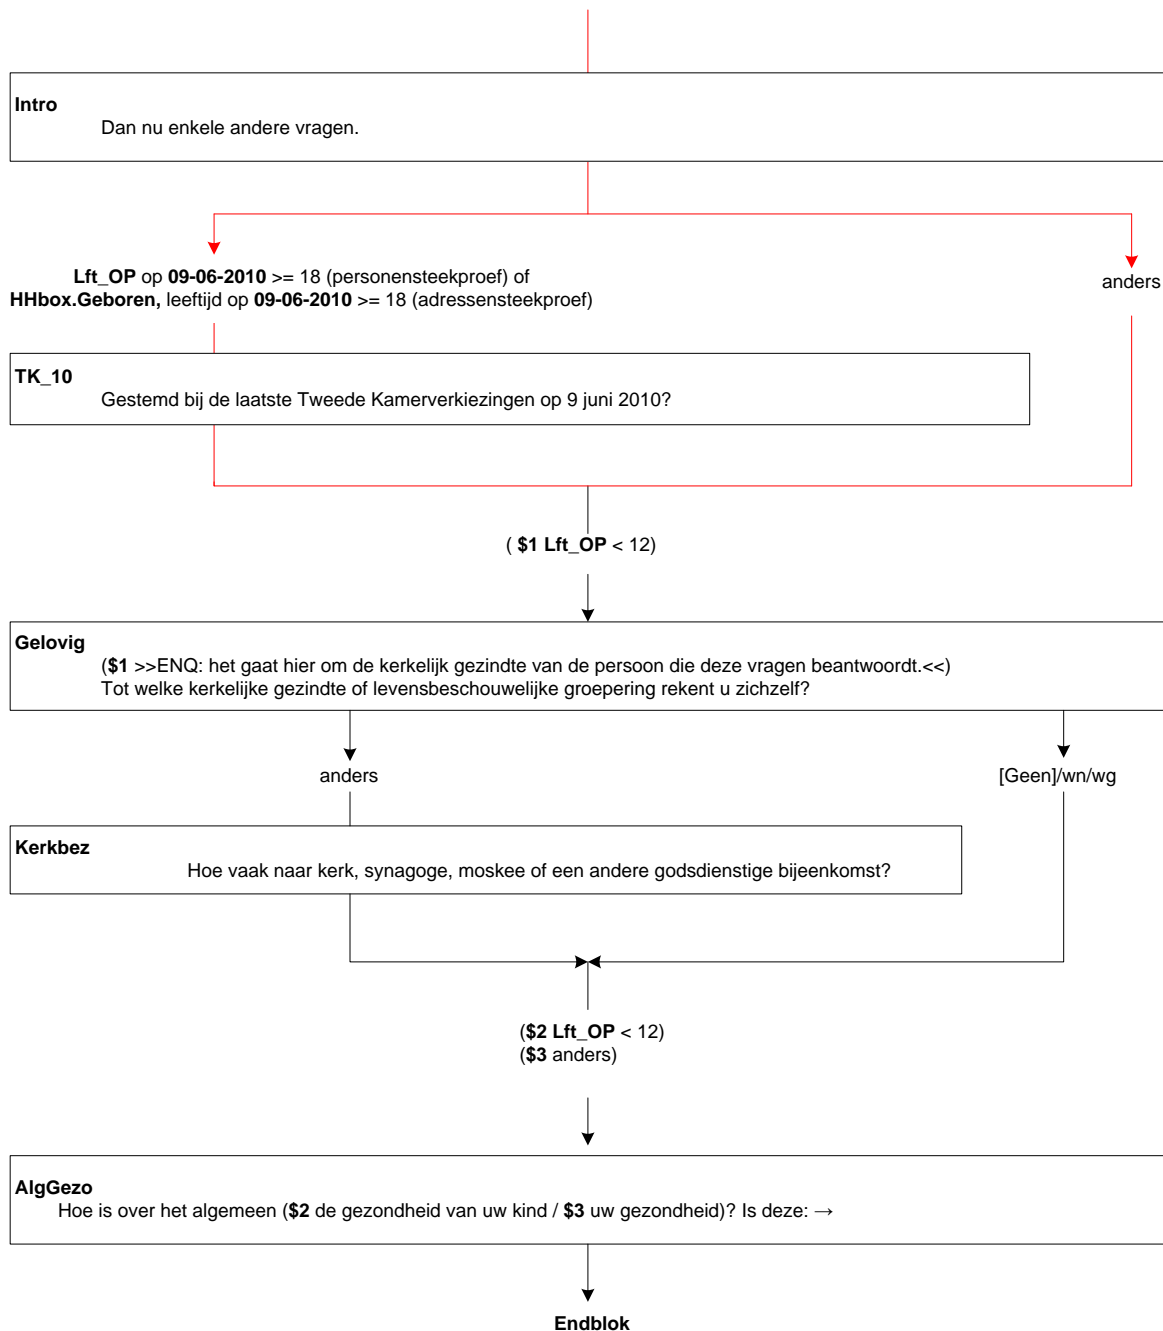 Intro
Dan nu enkele andere vragen.
Lft_OP op 09-06-2010 >= 18 (personensteekproef) of
HHbox.Geboren, leeftijd op 09-06-2010 >= 18 (adressensteekproef)
anders
TK_10
Gestemd bij de laatste Tweede Kamerverkiezingen op 9 juni 2010?
( $1 Lft_OP < 12)
Gelovig
($1 >>ENQ: het gaat hier om de kerkelijk gezindte van de persoon die deze vragen beantwoordt.<<)
Tot welke kerkelijke gezindte of levensbeschouwelijke groepering rekent u zichzelf?
anders
[Geen]/wn/wg
Kerkbez
Hoe vaak naar kerk, synagoge, moskee of een andere godsdienstige bijeenkomst?
($2 Lft_OP < 12)
($3 anders)
AlgGezo
Hoe is over het algemeen ($2 de gezondheid van uw kind / $3 uw gezondheid)? Is deze: →
Endblok